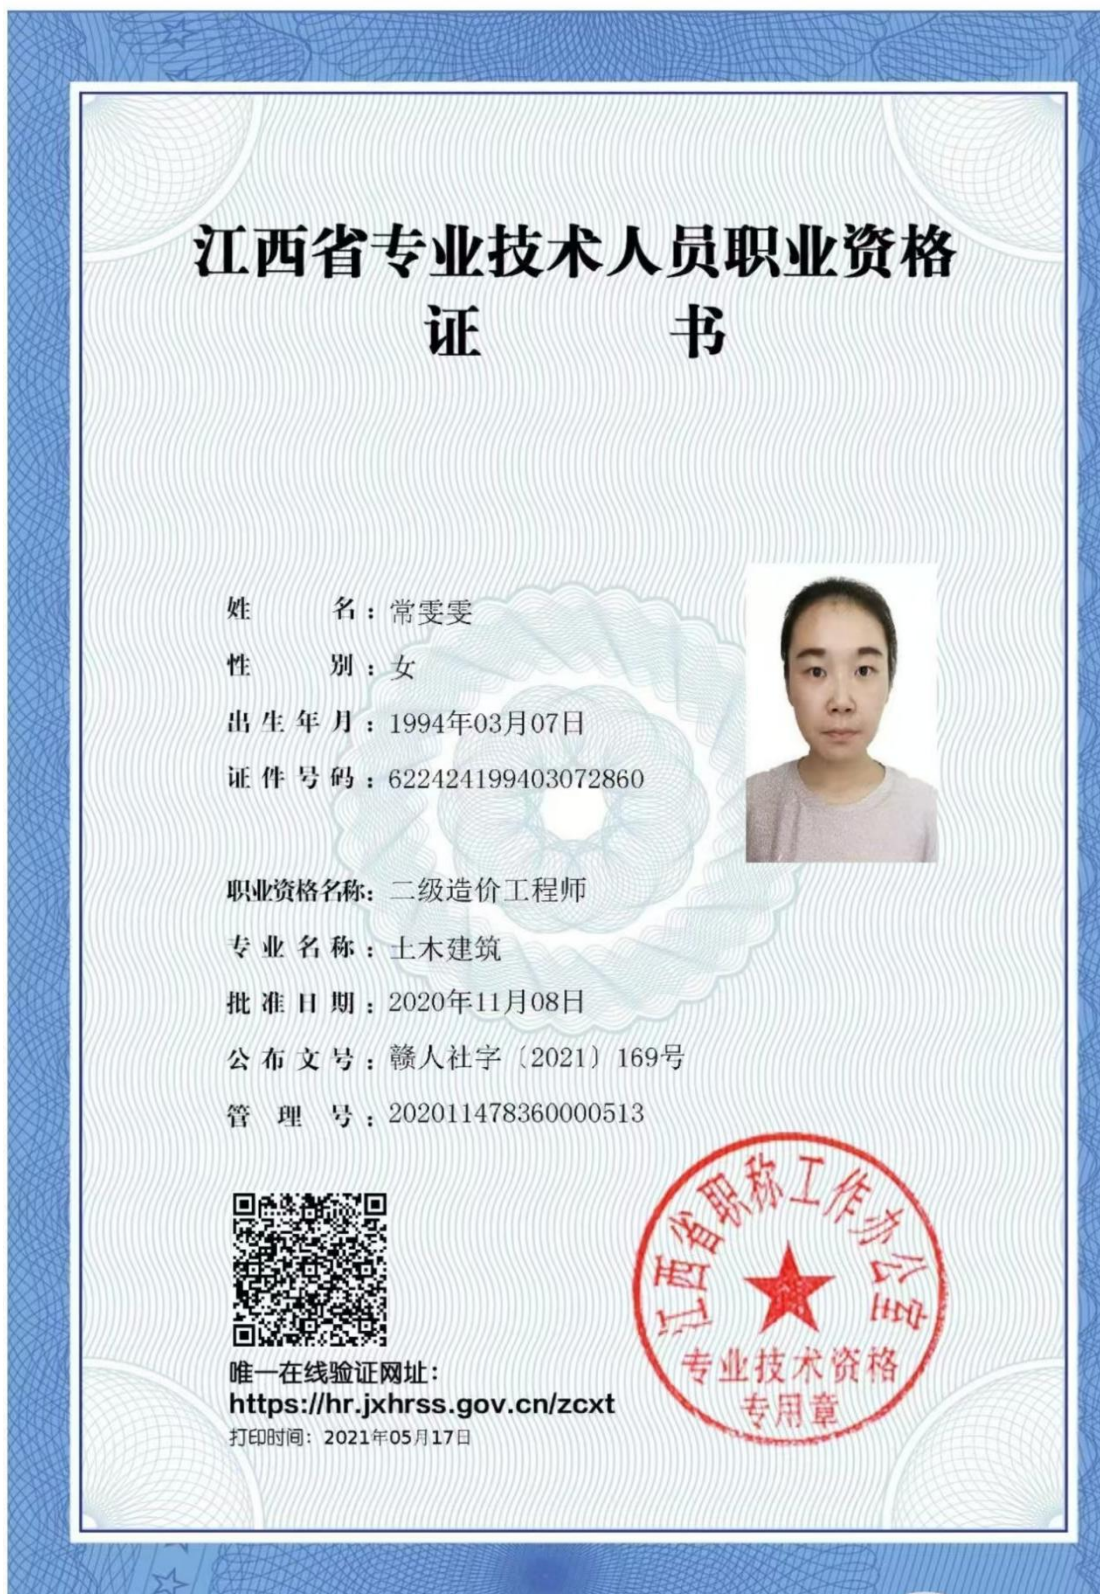 江西省专业技术人员职业资格
证 书
姓 名：常雯雯
性 别：女
出生年月：1994年03月07日
证件号码：622424199403072860
职业资格名称：二级造价工程师
专业名称：土木建筑
批准日期：2020年11月08日
公布文号：赣人社字〔2021〕169号
管 理 号：202011478360000513
江西省职称工作办公室
专业技术资格
专用章
唯一在线验证网址：
https://hr.jxhrss.gov.cn/zcxt
打印时间：2021年05月17日